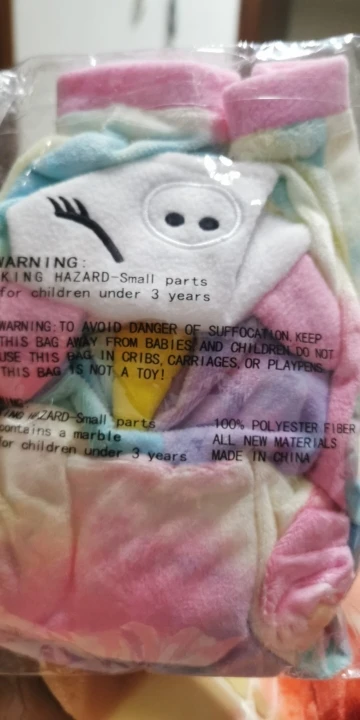 WARNING:
KING HAZARD-Small parts
for children under 3 years
WARNING: TO AVOID DANGER OF SUFFOCATION, KEEP
THIS BAG AWAY FROM BABIES AND CHILDREN. DO NOT
USE THIS BAG IN CRIBS, CARRIAGES, OR PLAYPENS.
THIS BAG IS NOT A TOY!
HAZARD-Small parts
contains a marble
for children under 3 years
100% POLYESTER FIBER
ALL NEW MATERIALS
MADE IN CHINA